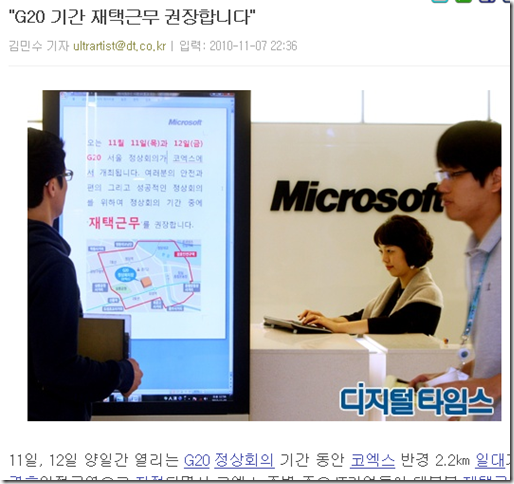 "G20 기간 재택근무 권장합니다"
김민수 기자 ultrartist@dt.co.kr | 입력: 2010-11-07 22:36
Microsoft
오는 11월 11일(목)과 12일(금)
G20 서울 정상회의가 코엑스에
서 개최됩니다. 여러분의 안전과
편의 그리고 성공적인 정상회의
를 위하여 정상회의 기간 중에
'재택근무'를 권장합니다.
Microsoft
디지털타임스
11일, 12일 양일간 열리는 G20 정상회의 기간 동안 코엑스 반경 2.2km 일대